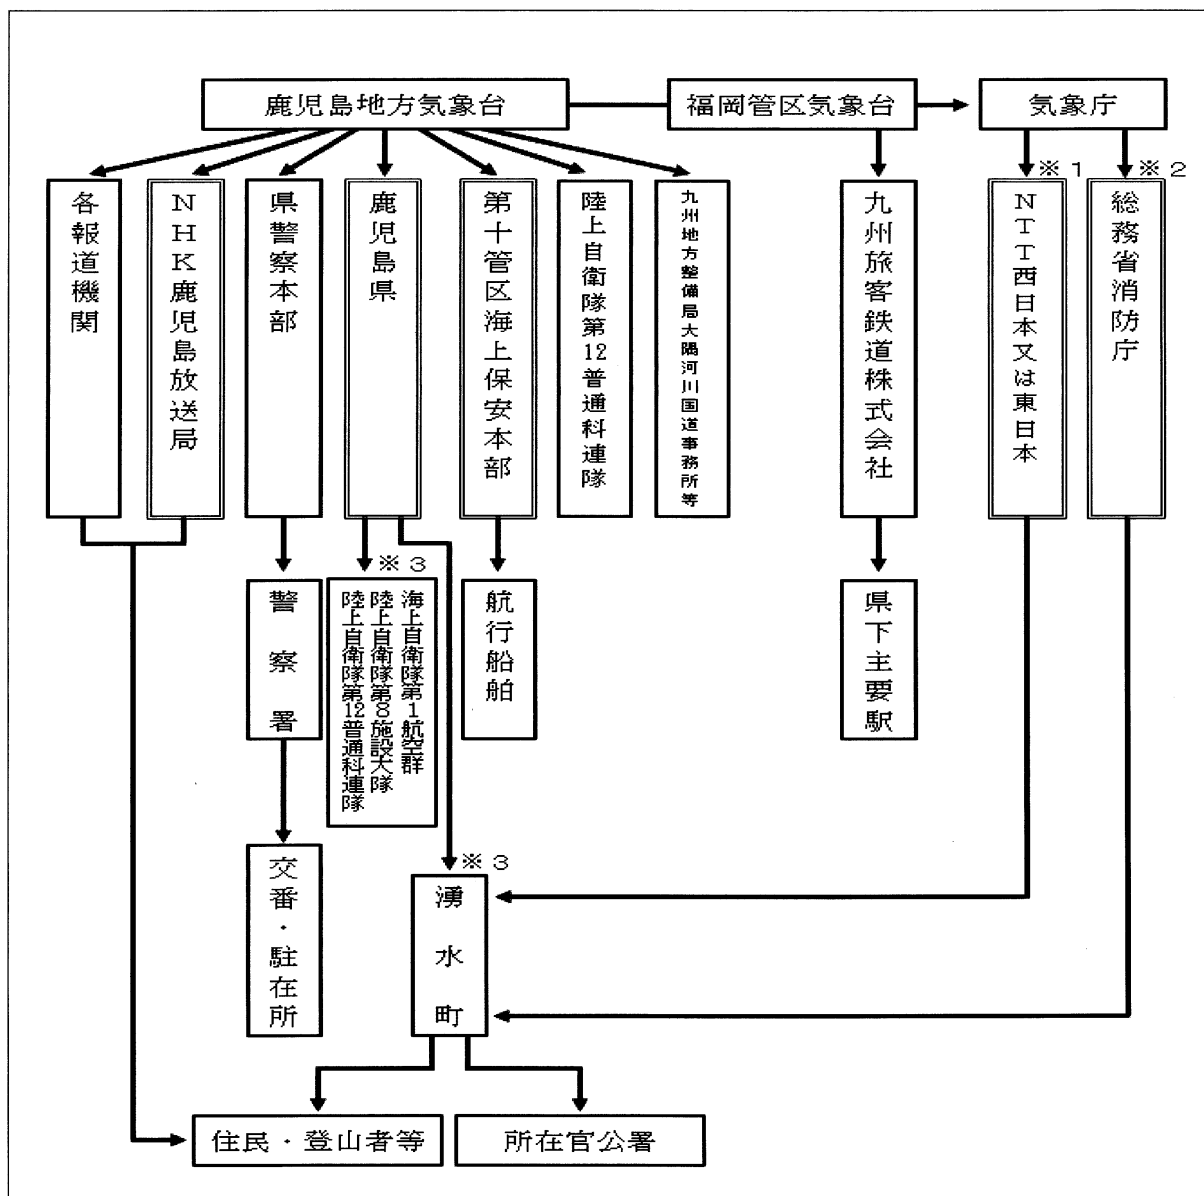 鹿児島地方気象台
福岡管区気象台
気象庁
※1
※2
各報道機関
NHK鹿児島放送局
県警察本部
鹿児島県
第十管区海上保安本部
陸上自衛隊第12普通科連隊
九州地方整備局大隅河川国道事務所等
九州旅客鉄道株式会社
NTT西日本又は東日本
総務省消防庁
※3
警察署
海上自衛隊第1航空群
陸上自衛隊第8施設大隊
陸上自衛隊第12普通科連隊
航行船舶
県下主要駅
※3
交番・駐在所
湧水町
住民・登山者等
所在官公署